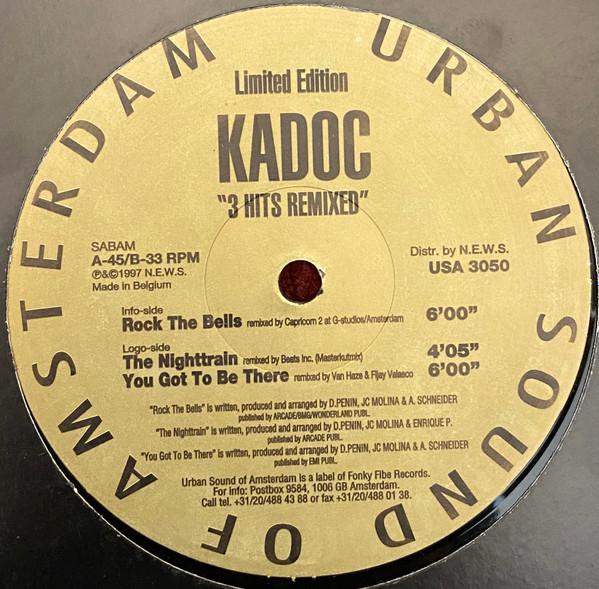 URBAN SOUND OF AMSTERDAM
Limited Edition
KADOC
"3 HITS REMIXED"
SABAM
A-45/B-33 RPM
℗&©1997 N.E.W.S.
Made in Belgium
Distr. by N.E.W.S.
USA 3050
Info-side
Rock The Bells remixed by Capricorn 2 at G-studios/Amsterdam 6'00"
Logo-side
The Nighttrain remixed by Beats Inc. (Masterkutmix) 4'05"
You Got To Be There remixed by Van Haze & Fijay Valasco 6'00"
"Rock The Bells" is written, produced and arranged by D.PENIN, JC MOLINA & A. SCHNEIDER
published by ARCADE/BMG/WONDERLAND PUBL.
"The Nighttrain" is written, produced and arranged by D.PENIN, JC MOLINA & ENRIQUE P.
published by ARCADE PUBL.
"You Got To Be There" is written, produced and arranged by D.PENIN, JC MOLINA & A. SCHNEIDER
published by EMI PUBL.
Urban Sound of Amsterdam is a label of Fonky Fibe Records.
For info: Postbox 9584, 1006 GB Amsterdam.
Call tel. +31/20/488 43 88 or fax +31/20/488 01 38.